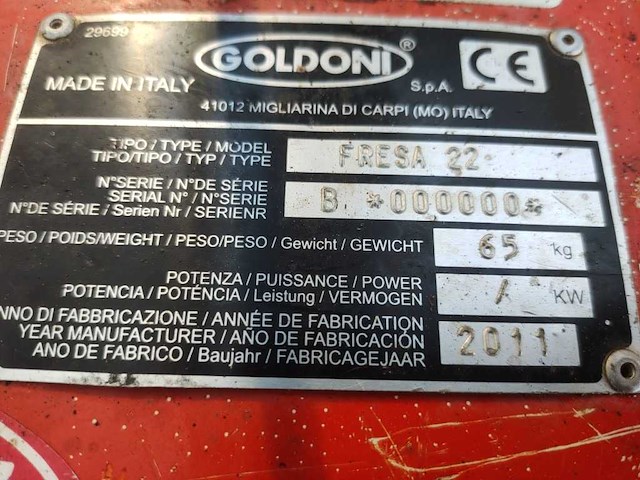 29699
GOLDONI®
MADE IN ITALY
S.p.A.
CE
41012 MIGLIARINA DI CARPI (MO) ITALY
TIPO / TYPE / MODEL
TIPO/TIPO / TYP / TYPE
FRESA 22
N°SERIE / N°DE SÉRIE
SERIAL N° / N°SERIE
N°DE SÉRIE / Serien Nr / SERIENR
B *000000*
PESO / POIDS/WEIGHT / PESO/PESO / Gewicht / GEWICHT
65 kg
POTENZA / PUISSANCE / POWER
POTENCIA / POTÉNCIA / Leistung / VERMOGEN
/ KW
NNO DI FABBRICAZIONE / ANNÉE DE FABRICATION
YEAR MANUFACTURER / AÑO DE FABRICACIÓN
ANO DE FABRICO / Baujahr / FABRICAGEJAAR
2011